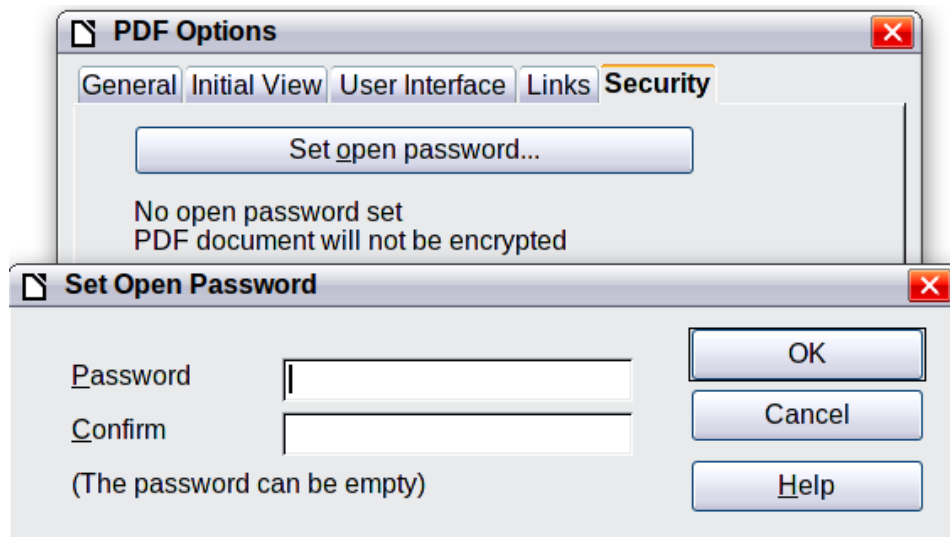 PDF Options
General Initial View User Interface Links Security
Set open password...
No open password set
PDF document will not be encrypted
Set Open Password
Password
OK
Confirm
Cancel
(The password can be empty)
Help